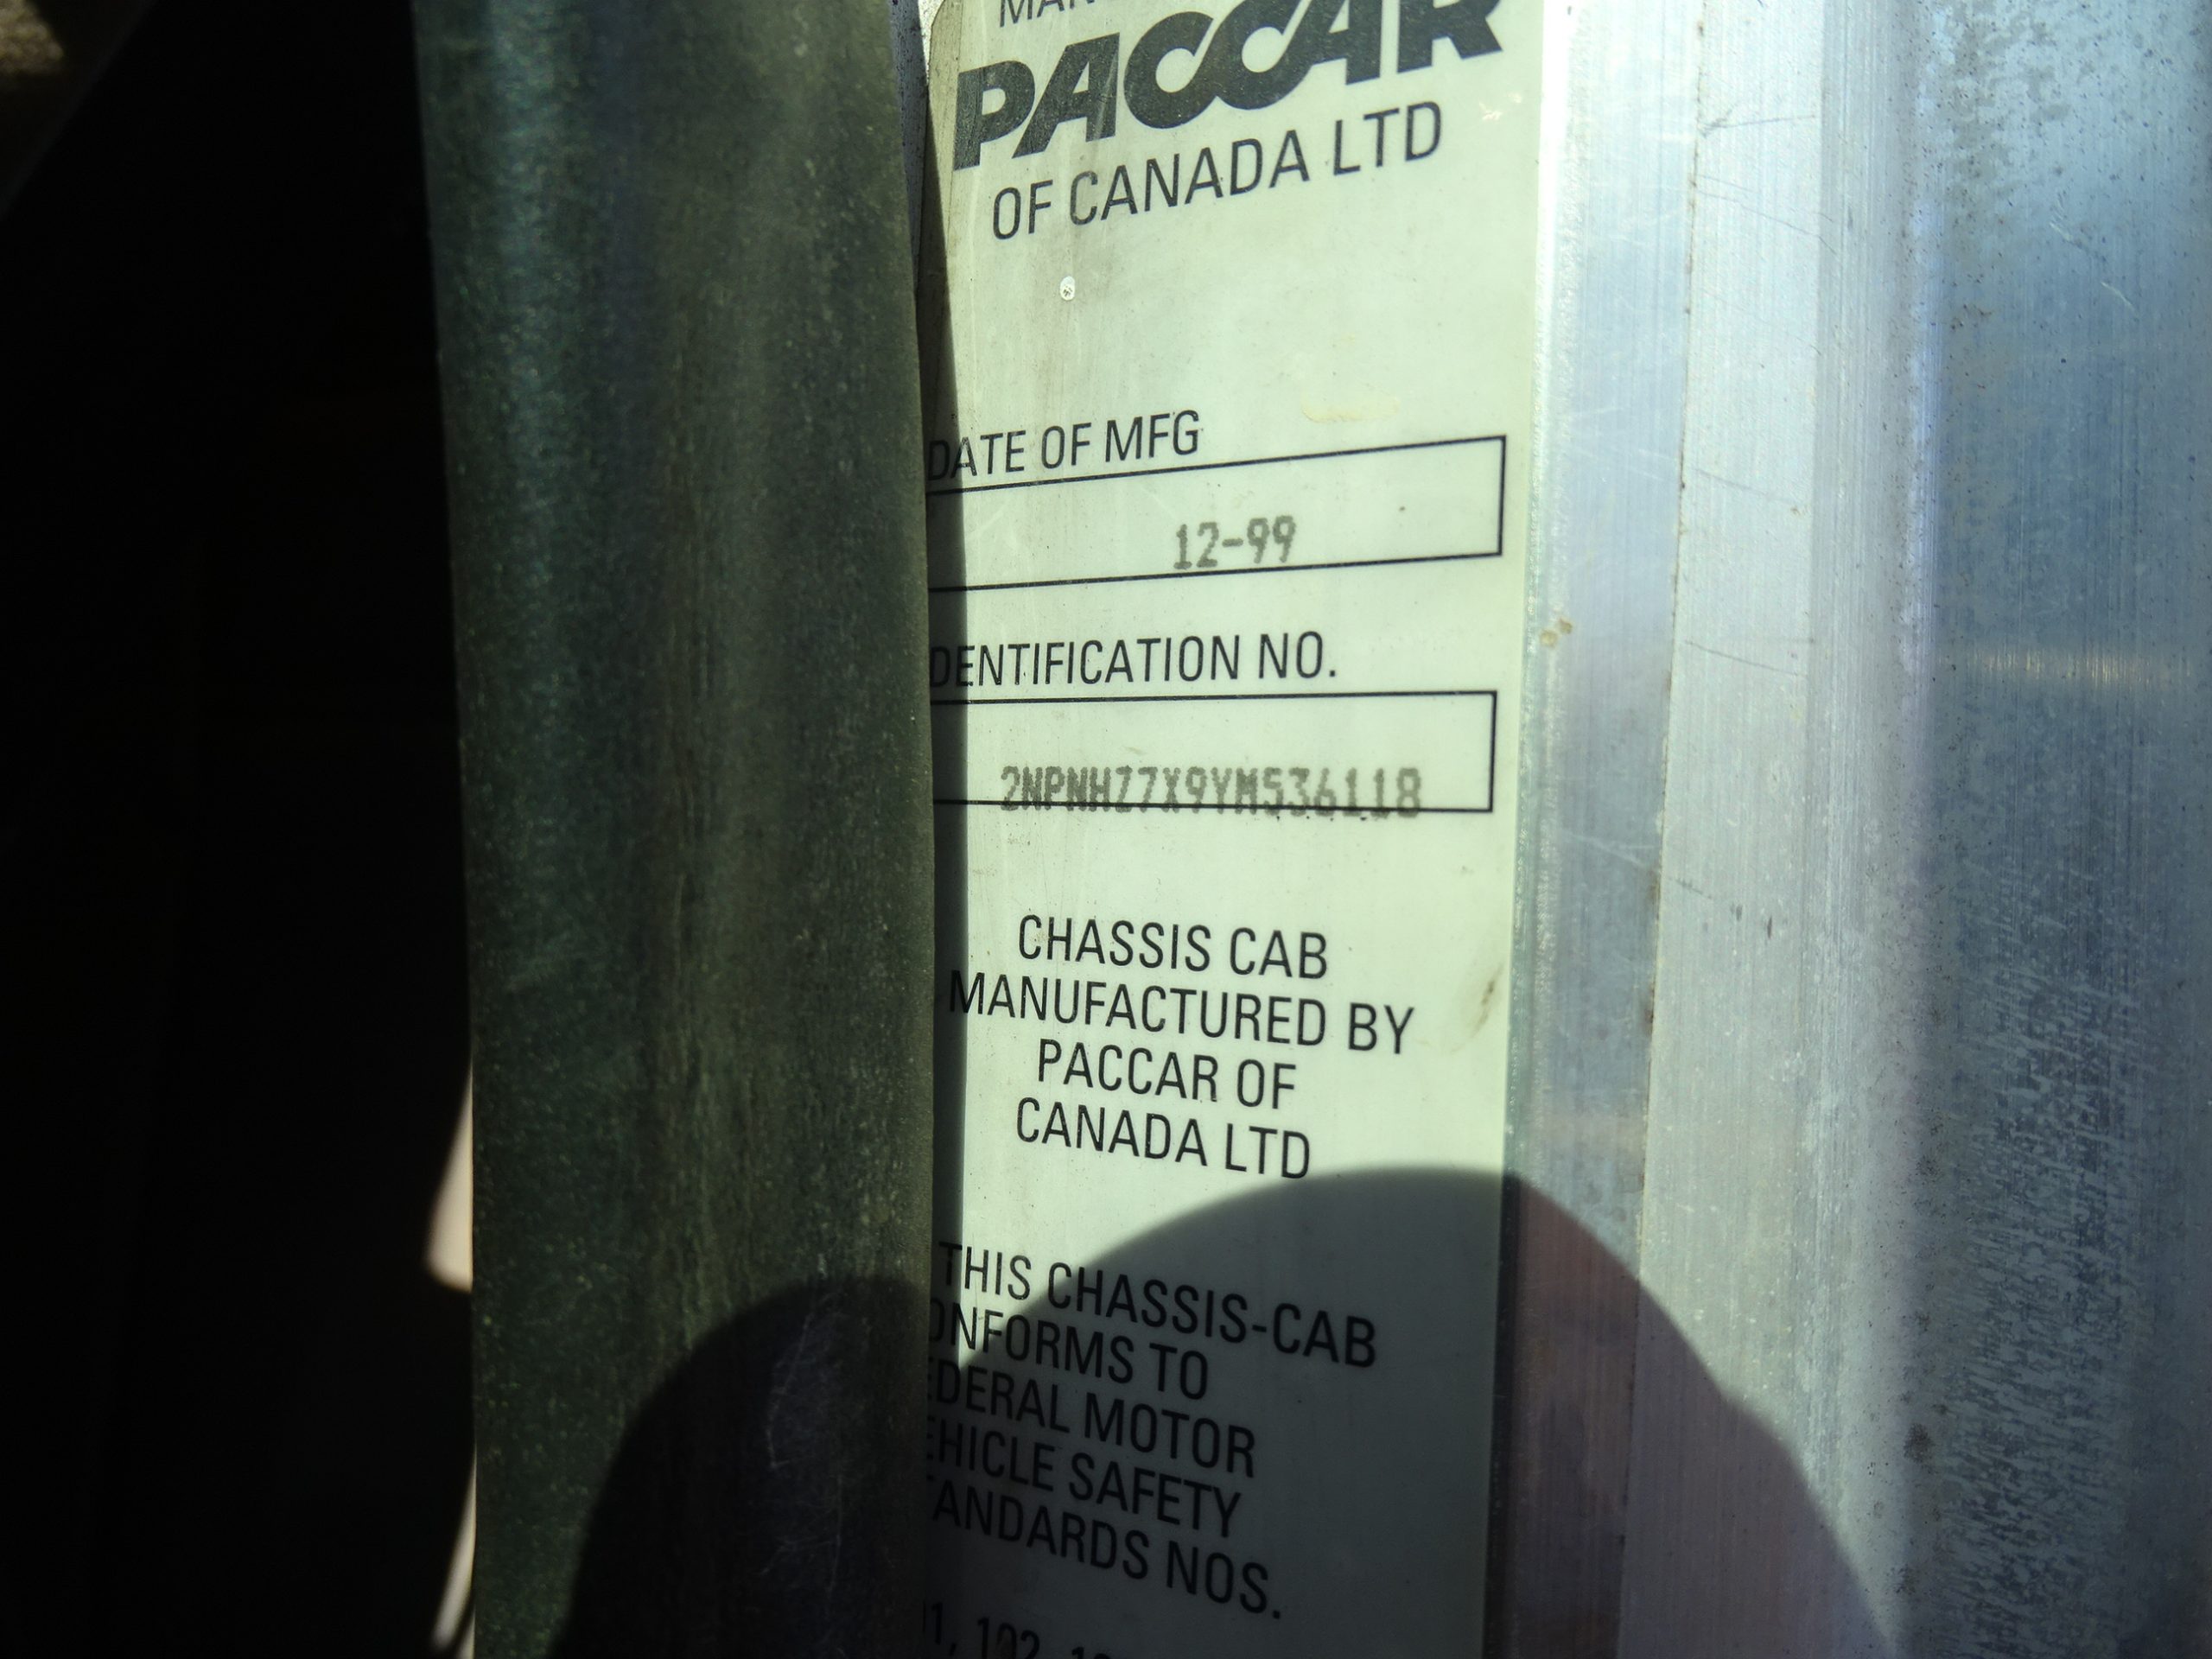 PACCAR
OF CANADA LTD
DATE OF MFG
12-99
DENTIFICATION NO.
2NPNHZ7X9YM536118
CHASSIS CAB
MANUFACTURED BY
PACCAR OF
CANADA LTD
THIS CHASSIS-CAB
ONFORMS TO
EDERAL MOTOR
EHICLE SAFETY
TANDARDS NOS.
102,